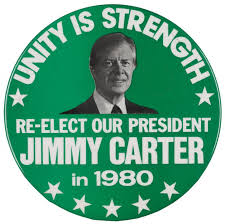 UNITY IS STRENGTH
RE-ELECT OUR PRESIDENT
JIMMY CARTER
in 1980